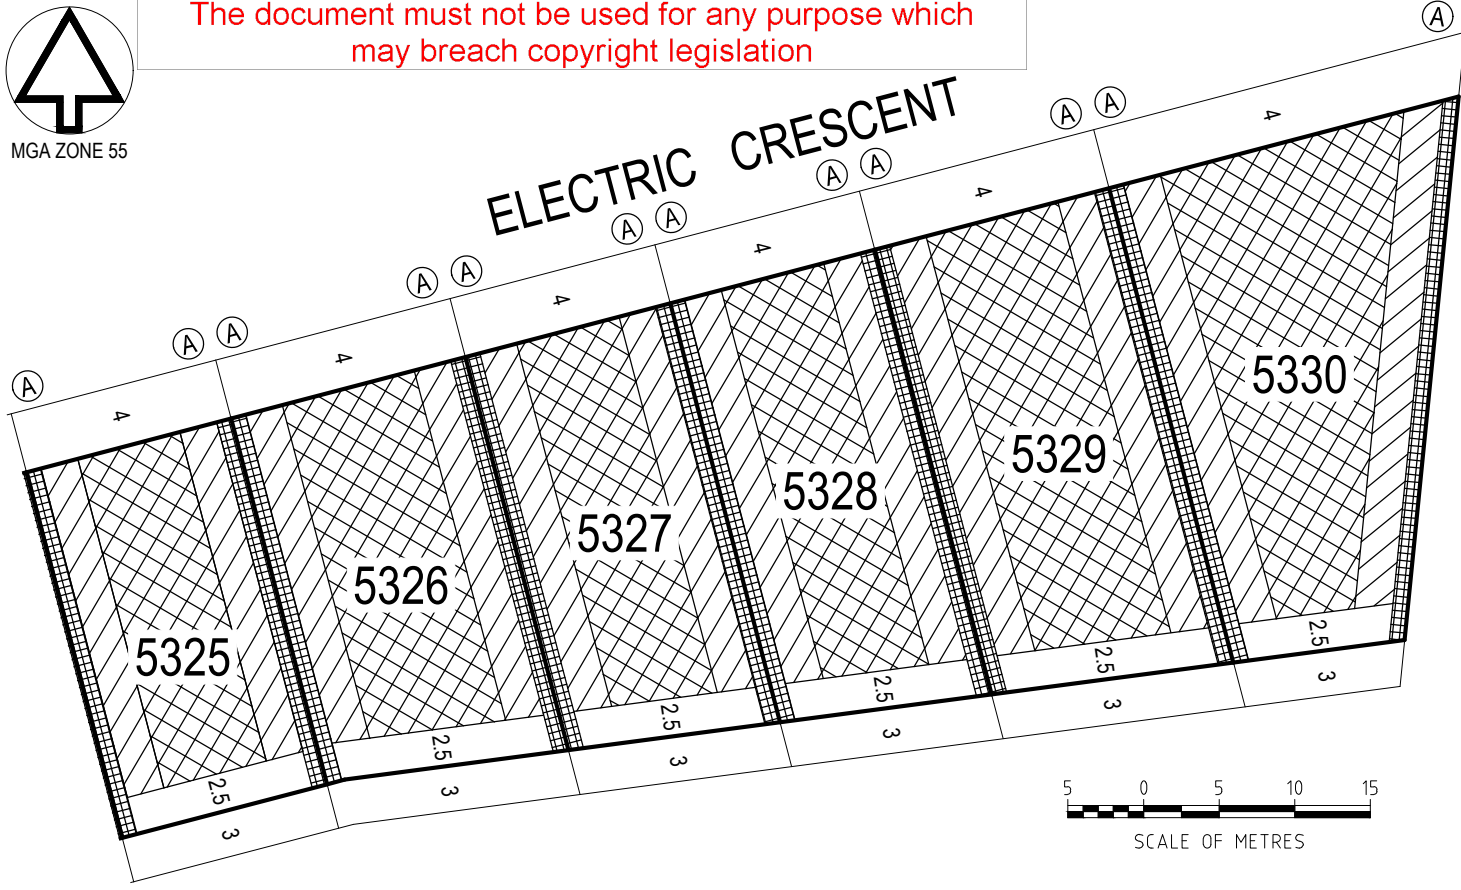 The document must not be used for any purpose which
may breach copyright legislation
MGA ZONE 55
ELECTRIC CRESCENT
A
A A
A A
A A
A A
A A
A
4
4
4
4
4
4
5325
5326
5327
5328
5329
5330
2.5
2.5
2.5
2.5
2.5
2.5
3
3
3
3
3
3
5 0 5 10 15
SCALE OF METRES